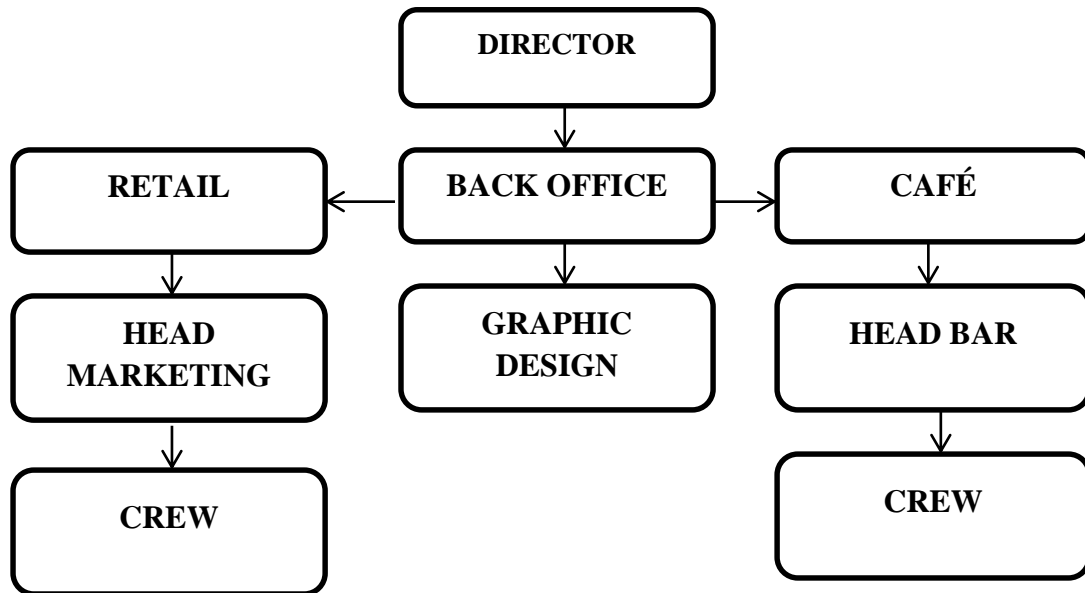 DIRECTOR
RETAIL
BACK OFFICE
CAFÉ
HEAD
MARKETING
GRAPHIC
DESIGN
HEAD BAR
CREW
CREW